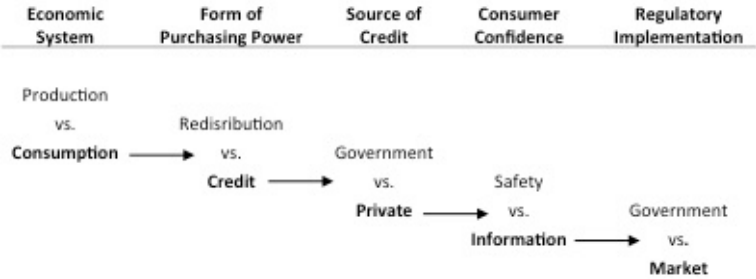 Economic System
Form of Purchasing Power
Source of Credit
Consumer Confidence
Regulatory Implementation
Production
vs.
Consumption
Redisribution
vs.
Credit
Government
vs.
Private
Safety
vs.
Information
Government
vs.
Market